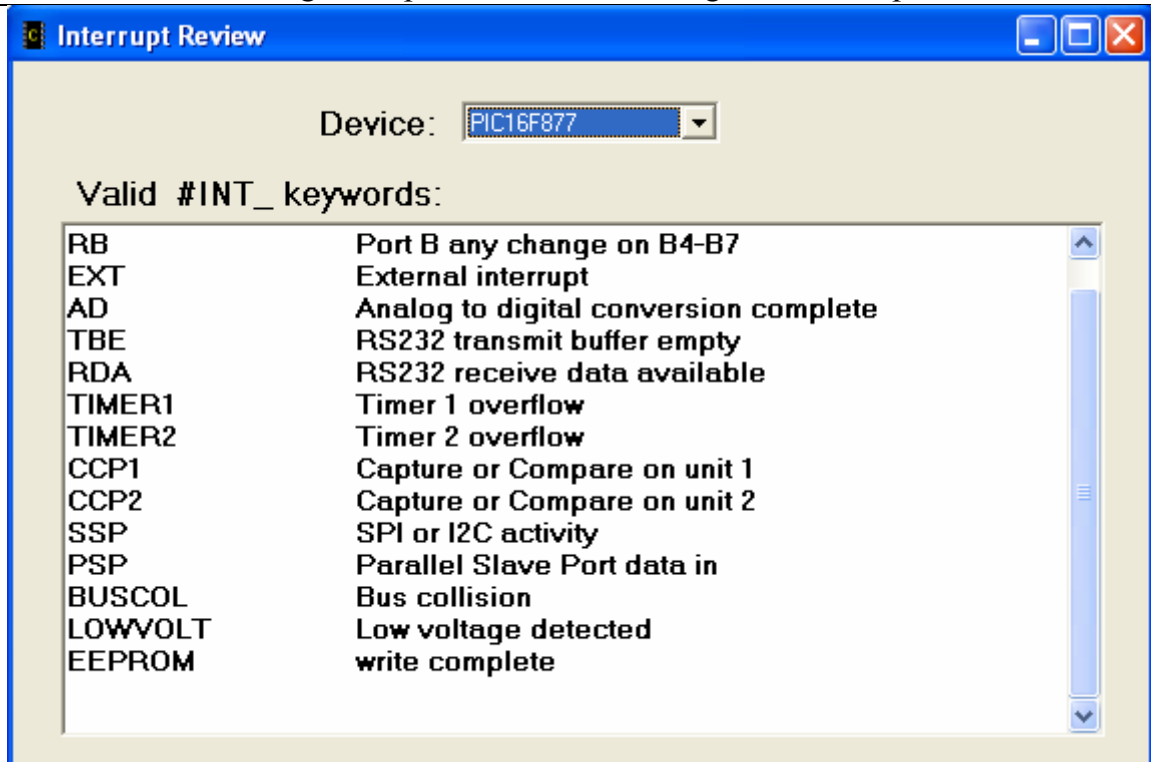 Interrupt Review
Device: PIC16F877
Valid #INT_ keywords:
RB Port B any change on B4-B7
EXT External interrupt
AD Analog to digital conversion complete
TBE RS232 transmit buffer empty
RDA RS232 receive data available
TIMER1 Timer 1 overflow
TIMER2 Timer 2 overflow
CCP1 Capture or Compare on unit 1
CCP2 Capture or Compare on unit 2
SSP SPI or I2C activity
PSP Parallel Slave Port data in
BUSCOL Bus collision
LOWVOLT Low voltage detected
EEPROM write complete